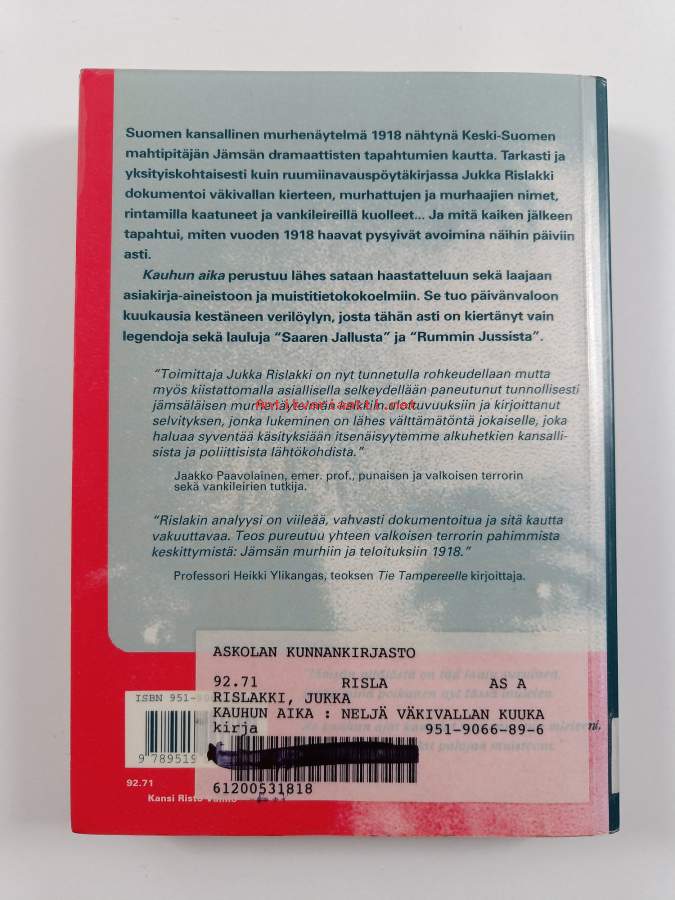 Suomen kansallinen murhenäytelmä 1918 nähtynä Keski-Suomen
mahtipitäjän Jämsän dramaattisten tapahtumien kautta. Tarkasti ja
yksityiskohtaisesti kuin ruumiinavauspöytäkirjassa Jukka Rislakki
dokumentoi väkivallan kierteen, murhattujen ja murhaajien nimet,
rintamilla kaatuneet ja vankileireillä kuolleet... Ja mitä kaiken jälkeen
tapahtui, miten vuoden 1918 haavat pysyivät avoimina näihin päiviin
asti.
Kauhun aika perustuu lähes sataan haastatteluun sekä laajaan
asiakirja-aineistoon ja muistitietokokoelmiin. Se tuo päivänvaloon
kuukausia kestäneen verilöylyn, josta tähän asti on kiertänyt vain
legendoja sekä lauluja "Saaren Jallusta" ja "Rummin Jussista".
"Toimittaja Jukka Rislakki on nyt tunnetulla rohkeudellaan mutta
myös kiistattomalla asiallisella selkeydellään paneutunut tunnollisesti
jämsäläisen murhenäytelmän kaikkiin ulottuvuuksiin ja kirjoittanut
selvityksen, jonka lukeminen on lähes välttämätöntä jokaiselle, joka
haluaa syventää käsityksiään itsenäisyytemme alkuhetkien kansalli-
sista ja poliittisista lähtökohdista."
Jaakko Paavolainen, emer. prof., punaisen ja valkoisen terrorin
sekä vankileirien tutkija.
"Rislakin analyysi on viileää, vahvasti dokumentoitua ja sitä kautta
vakuuttavaa. Teos pureutuu yhteen valkoisen terrorin pahimmista
keskittymistä: Jämsän murhiin ja teloituksiin 1918."
Professori Heikki Ylikangas, teoksen Tie Tampereelle kirjoittaja.
ASKOLAN KUNNANKIRJASTO
92.71 RISLA AS A
RISLAKKI, JUKKA
KAUHUN AIKA : NELJÄ VÄKIVALLAN KUUKA
kirja 951-9066-89-6
61200531818
ISBN 951-90
9 789519
92.71
Kansi Risto